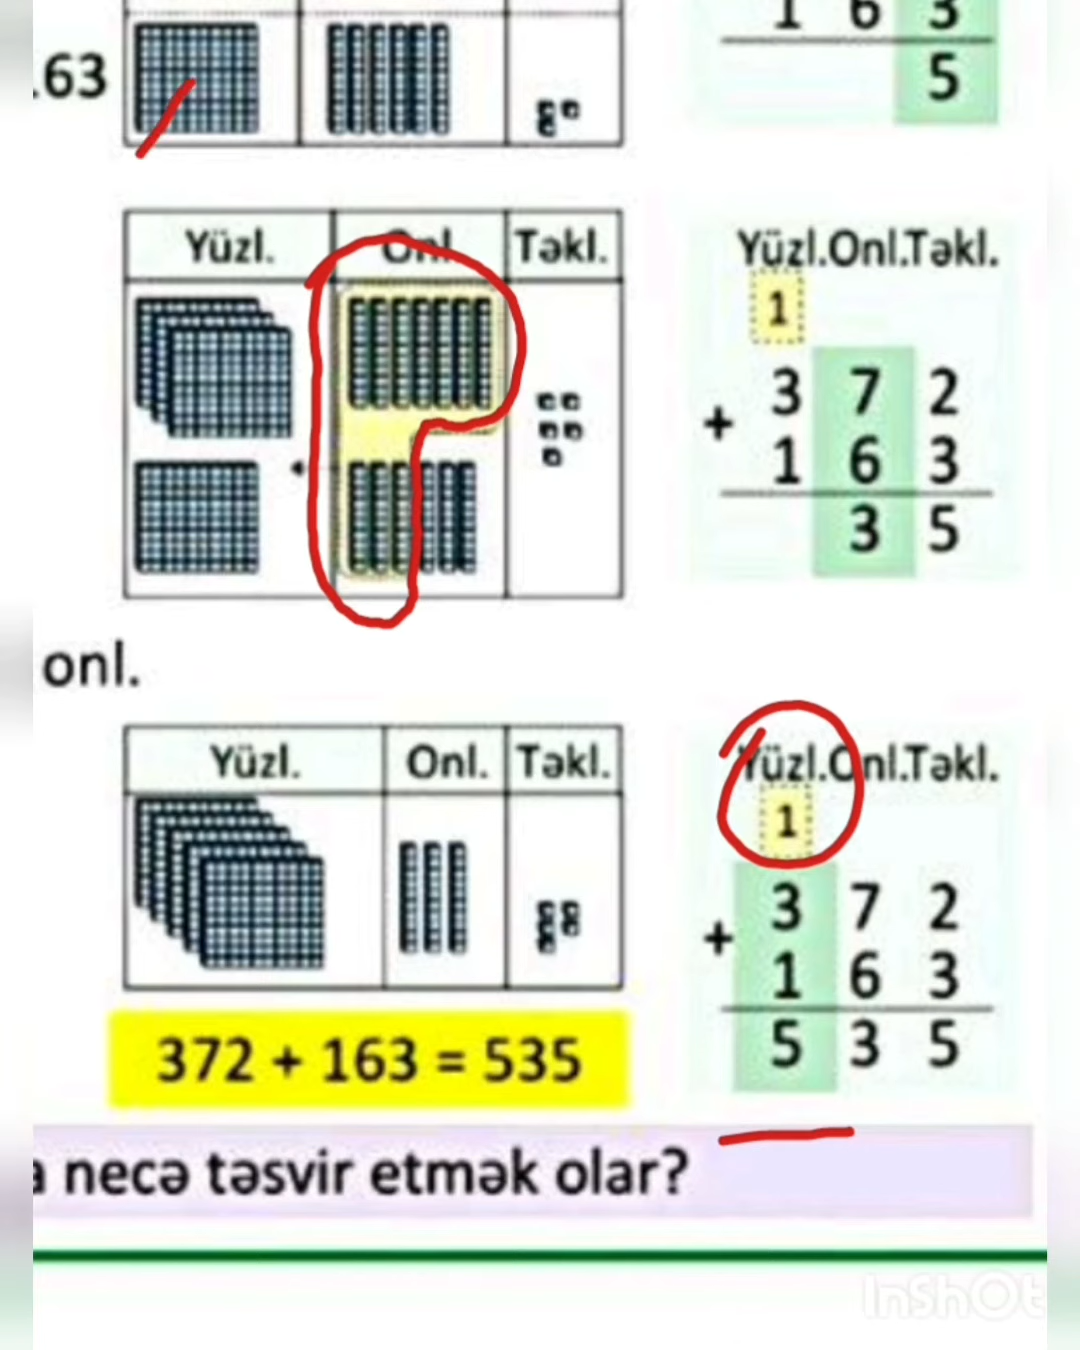 1 6 3
.63
5
Yüzl. Onl. Təkl.
Yüzl.Onl.Təkl.
1
3 7 2
+
1 6 3
3 5
onl.
Yüzl. Onl. Təkl.
Yüzl.Onl.Təkl.
1
3 7 2
+
1 6 3
5 3 5
372 + 163 = 535
necə təsvir etmək olar?
InShOt